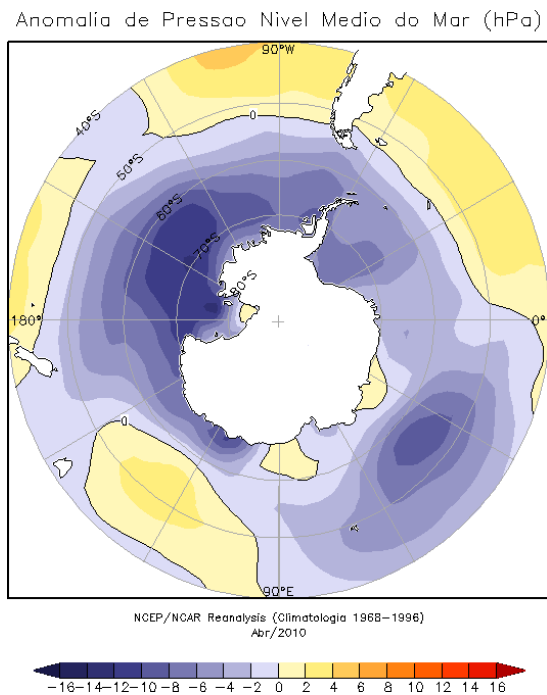 Anomalia de Pressao Nivel Medio do Mar (hPa)
90°W
0
40°S
50°S
60°S
70°S
80°S
180°
0°
0
90°E
NCEP/NCAR Reanalysis (Climatologia 1968-1996)
Abr/2010
-16 -14 -12 -10 -8 -6 -4 -2 0 2 4 6 8 10 12 14 16